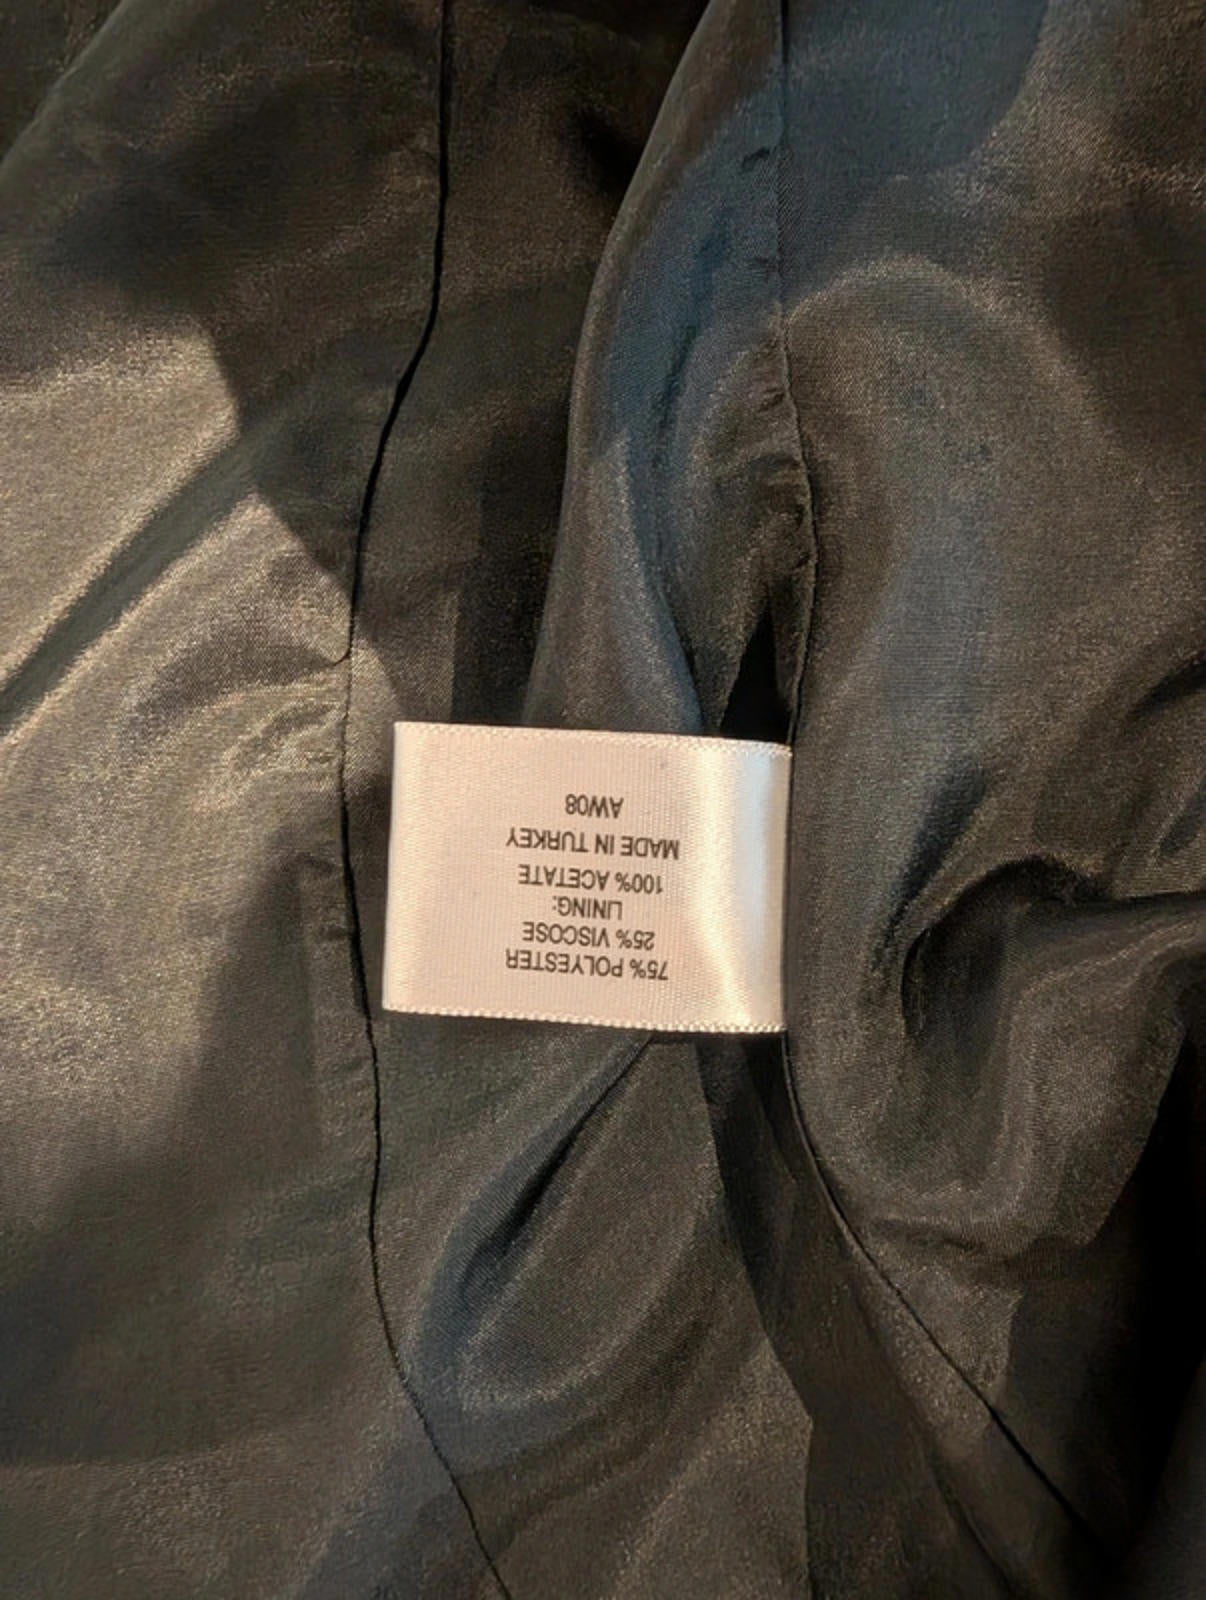 75% POLYESTER
25% VISCOSE
LINING:
100% ACETATE
MADE IN TURKEY
AW08